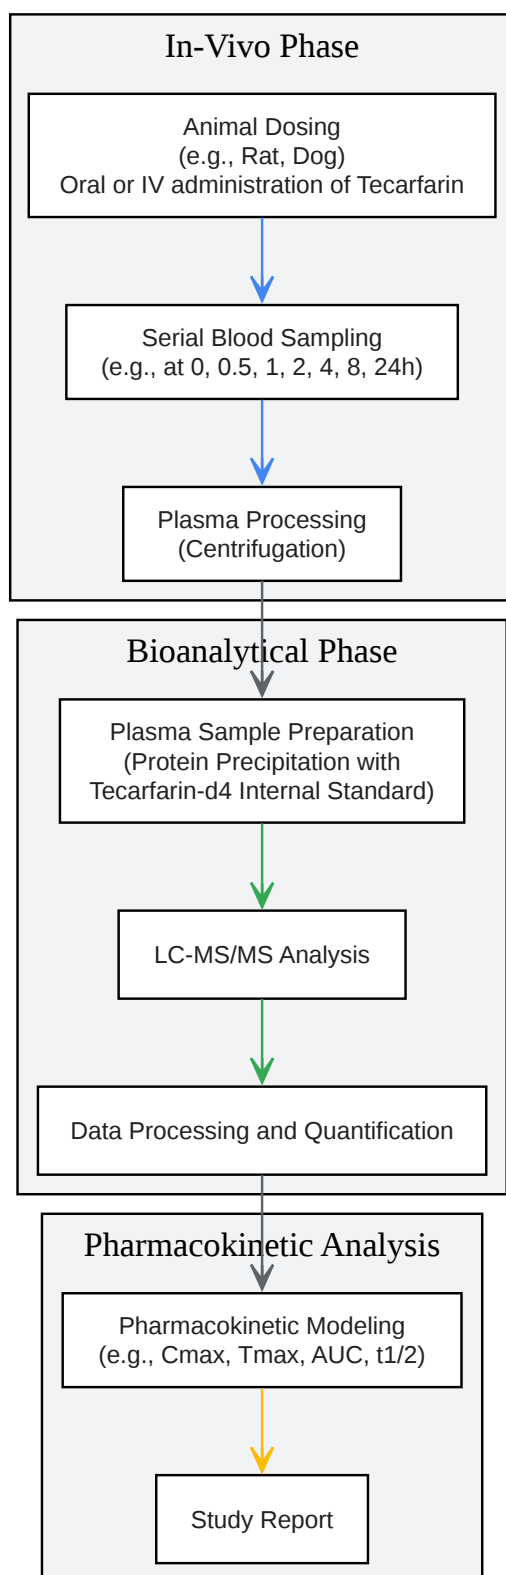 In-Vivo Phase
Animal Dosing
(e.g., Rat, Dog)
Oral or IV administration of Tecarfarin
Serial Blood Sampling
(e.g., at 0, 0.5, 1, 2, 4, 8, 24h)
Plasma Processing
(Centrifugation)
Bioanalytical Phase
Plasma Sample Preparation
(Protein Precipitation with
Tecarfarin-d4 Internal Standard)
LC-MS/MS Analysis
Data Processing and Quantification
Pharmacokinetic Analysis
Pharmacokinetic Modeling
(e.g., Cmax, Tmax, AUC, t1/2)
Study Report